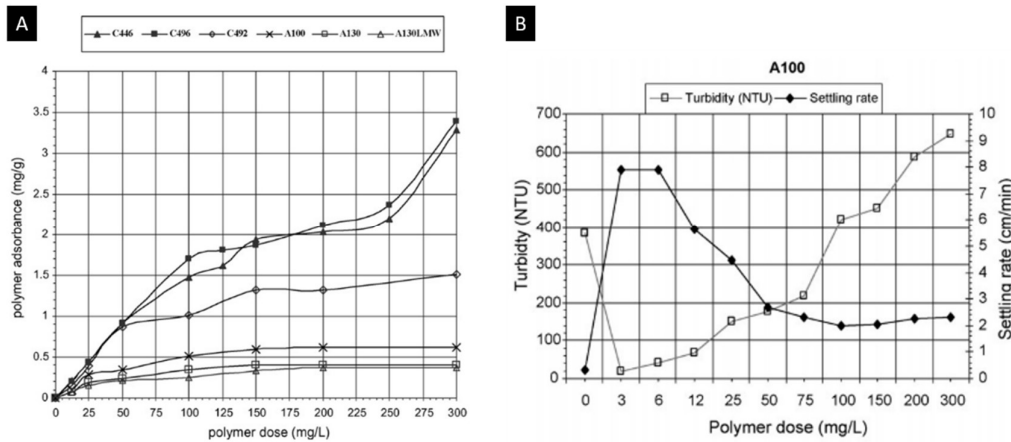 A
C446 C496 C492 A100 A130 A130LMW
polymer adsorbance (mg/g)
4
3.5
3
2.5
2
1.5
1
0.5
0
0 25 50 75 100 125 150 175 200 225 250 275 300
polymer dose (mg/L)
B
A100
Turbidity (NTU) Settling rate
Turbidty (NTU)
700
600
500
400
300
200
100
0
10
9
8
7
6
5
4
3
2
1
0
Settling rate (cm/min)
0 3 6 12 25 50 75 100 150 200 300
Polymer dose (mg/L)